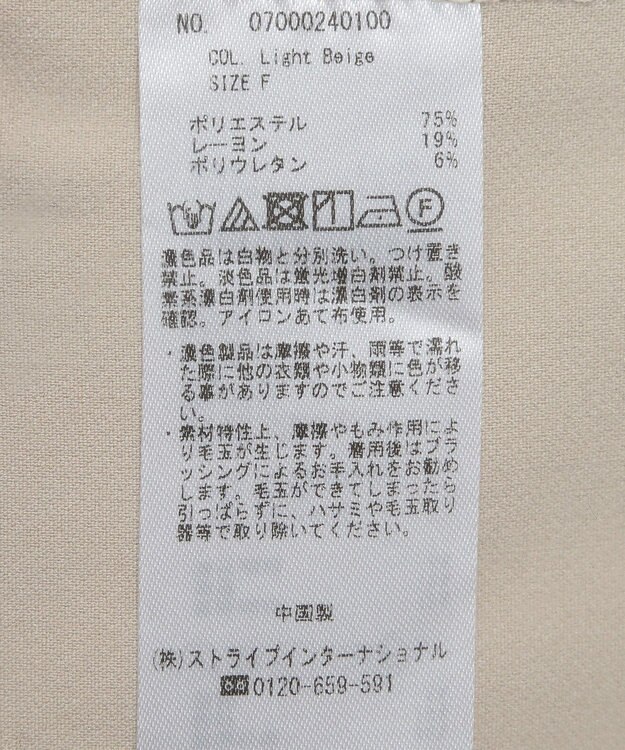 NO. 07000240100
COL. Light Beige
SIZE F
ポリエステル 75%
レーヨン 19%
ポリウレタン 6%
F
濃色品は白物と分別洗い。つけ置き
禁止。淡色品は蛍光増白剤禁止。酸
素系漂白剤使用時は漂白剤の表示を
確認。アイロンあて布使用。
・濃色製品は摩擦や汗、雨等で濡れ
た際に他の衣類や小物類に色が移
る事がありますのでご注意くださ
い。
・素材特性上、摩擦やもみ作用によ
り毛玉が生じます。着用後はブラ
ッシングによるお手入れをお勧め
します。毛玉ができてしまったら
引っぱらずに、ハサミや毛玉取り
器等で取り除いてください。
中国製
(株)ストライプインターナショナル
0120-659-591